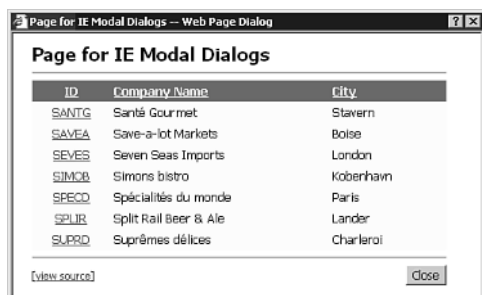 Page for IE Modal Dialogs -- Web Page Dialog
Page for IE Modal Dialogs
ID Company Name City
SANTG Santé Gourmet Stavern
SAVEA Save-a-lot Markets Boise
SEVES Seven Seas Imports London
SIMOB Simons bistro Kobenhavn
SPECD Spécialités du monde Paris
SPLIR Split Rail Beer & Ale Lander
SUPRD Suprêmes délices Charleroi
[view source] Close